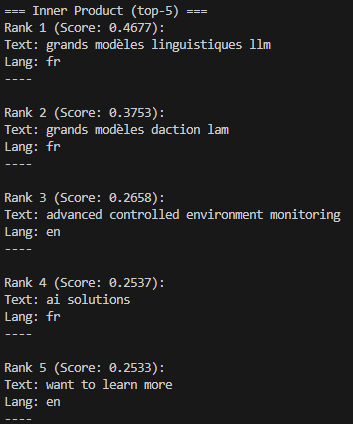 === Inner Product (top-5) ===
Rank 1 (Score: 0.4677):
Text: grands modèles linguistiques llm
Lang: fr
----
Rank 2 (Score: 0.3753):
Text: grands modèles daction lam
Lang: fr
----
Rank 3 (Score: 0.2658):
Text: advanced controlled environment monitoring
Lang: en
----
Rank 4 (Score: 0.2537):
Text: ai solutions
Lang: fr
----
Rank 5 (Score: 0.2533):
Text: want to learn more
Lang: en
----